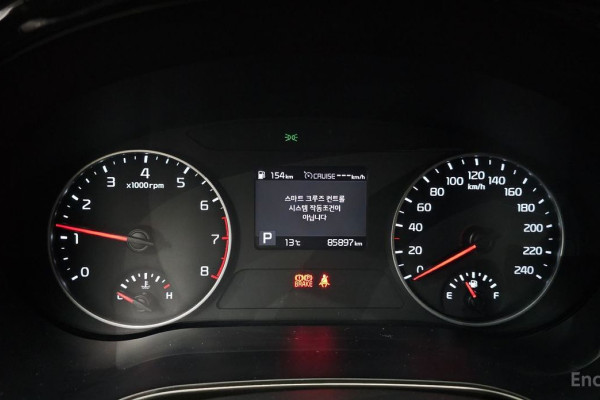 154km CRUISE ---km/h
스마트 크루즈 컨트롤
시스템 작동조건이
아닙니다
P 13℃ 85897km
x1000rpm
0 1 2 3 4 5 6 7 8
C H
BRAKE
km/h
0 20 40 60 80 100 120 140 160 180 200 220 240
E F
Enc